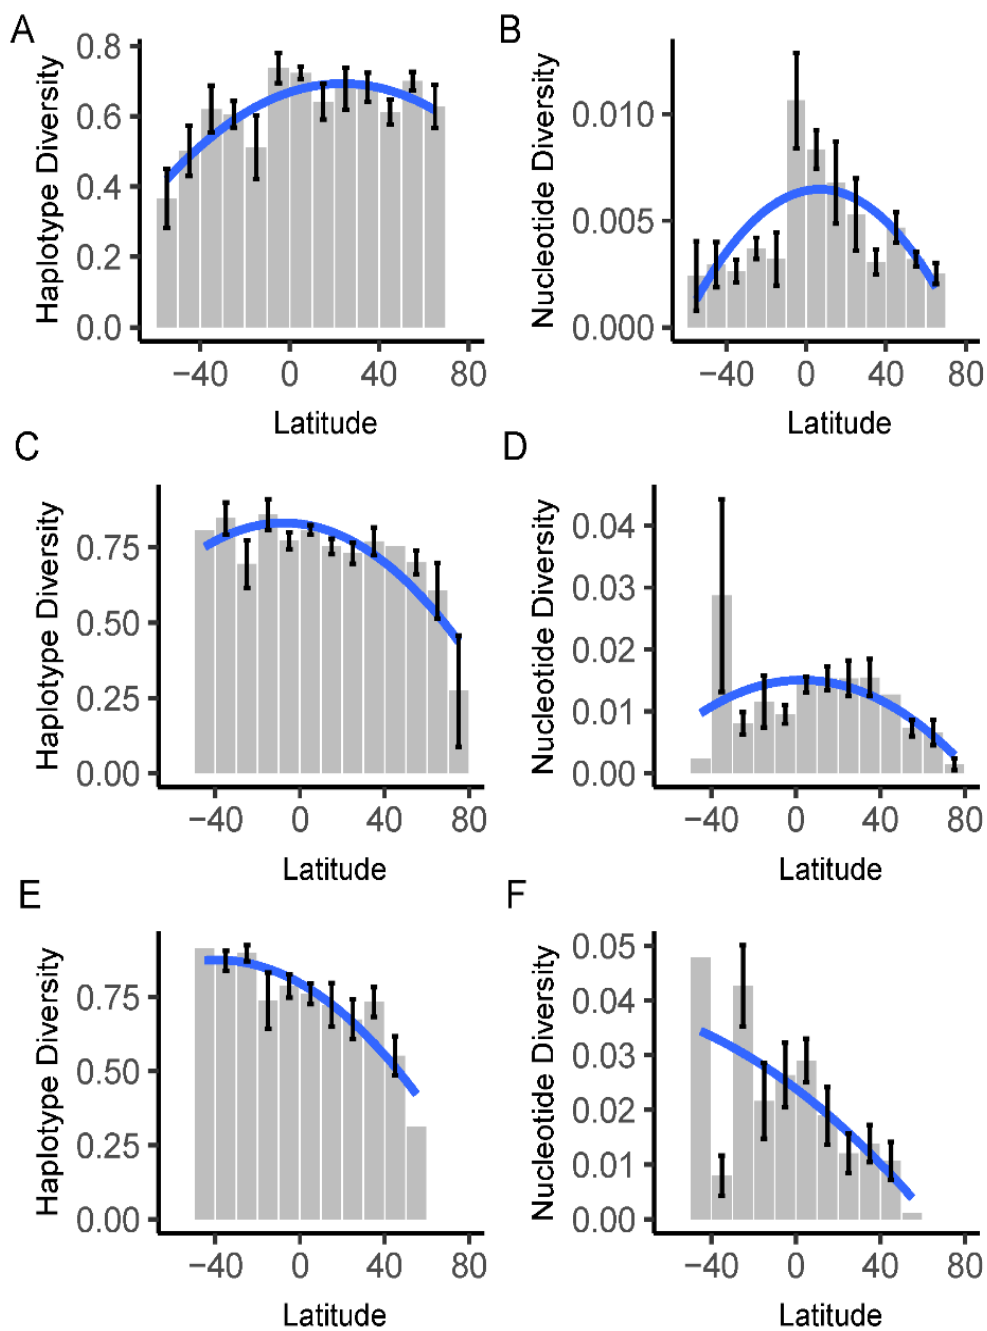 A
Haplotype Diversity
0.8
0.6
0.4
0.2
0.0
−40 0 40 80
Latitude
B
Nucleotide Diversity
0.010
0.005
0.000
−40 0 40 80
Latitude
C
Haplotype Diversity
0.75
0.50
0.25
0.00
−40 0 40 80
Latitude
D
Nucleotide Diversity
0.04
0.03
0.02
0.01
0.00
−40 0 40 80
Latitude
E
Haplotype Diversity
0.75
0.50
0.25
0.00
−40 0 40 80
Latitude
F
Nucleotide Diversity
0.05
0.04
0.03
0.02
0.01
0.00
−40 0 40 80
Latitude